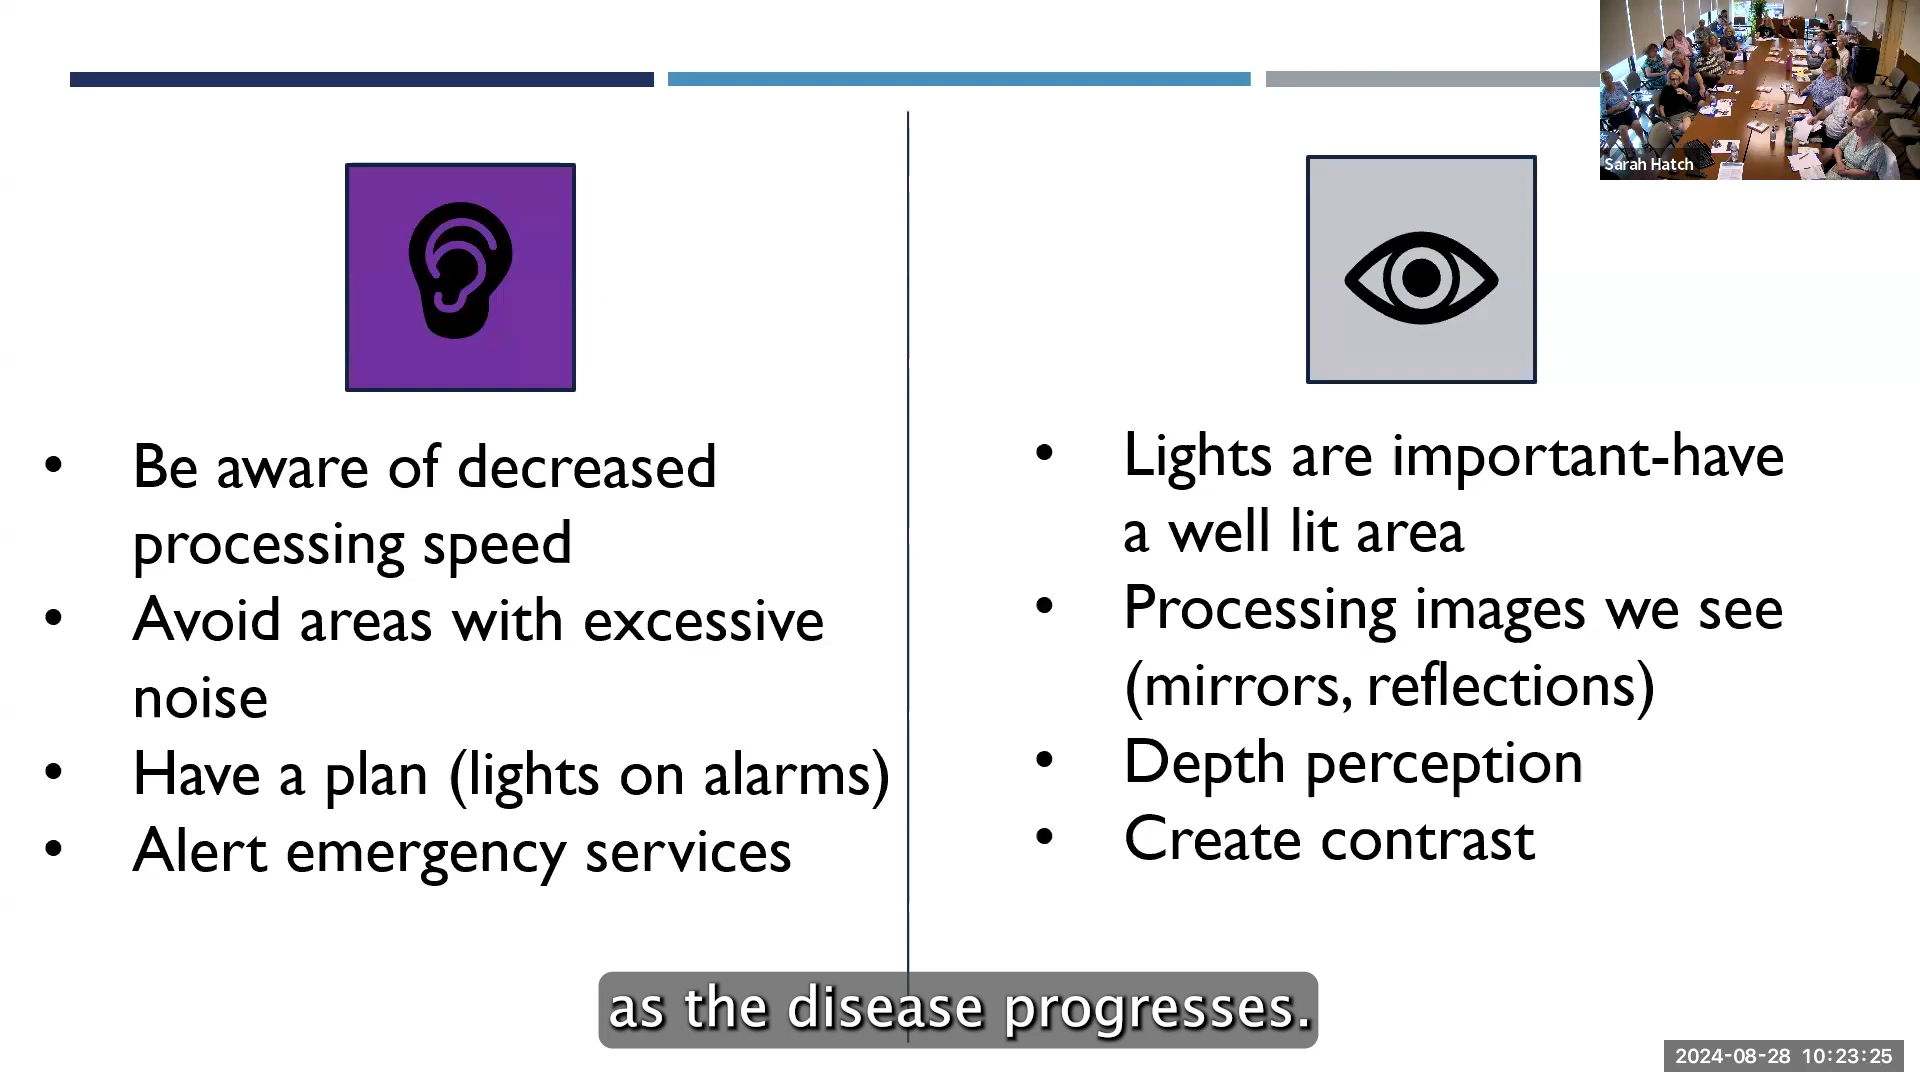 Sarah Hatch
• Be aware of decreased
processing speed
• Avoid areas with excessive
noise
• Have a plan (lights on alarms)
• Alert emergency services
• Lights are important-have
a well lit area
• Processing images we see
(mirrors, reflections)
• Depth perception
• Create contrast
as the disease progresses.
2024-08-28 10:23:25